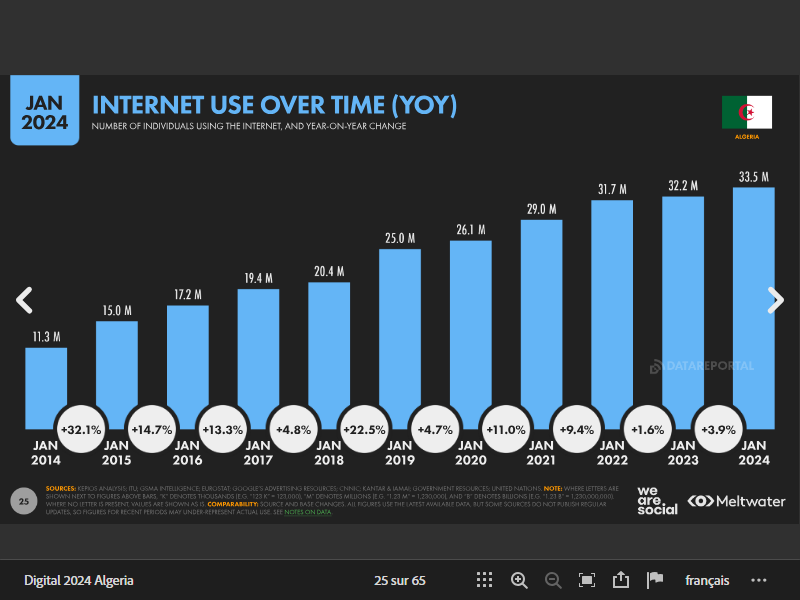 JAN
2024
INTERNET USE OVER TIME (YOY)
NUMBER OF INDIVIDUALS USING THE INTERNET, AND YEAR-ON-YEAR CHANGE
ALGERIA
11.3 M
15.0 M
17.2 M
19.4 M
20.4 M
25.0 M
26.1 M
29.0 M
31.7 M
32.2 M
33.5 M
DATAREPORTAL
+32.1%
+14.7%
+13.3%
+4.8%
+22.5%
+4.7%
+11.0%
+9.4%
+1.6%
+3.9%
JAN
2014
JAN
2015
JAN
2016
JAN
2017
JAN
2018
JAN
2019
JAN
2020
JAN
2021
JAN
2022
JAN
2023
JAN
2024
25
SOURCES: KEPIOS ANALYSIS; ITU; GSMA INTELLIGENCE; EUROSTAT; GOOGLE'S ADVERTISING RESOURCES; CNNIC; KANTAR & IAMAI; GOVERNMENT RESOURCES; UNITED NATIONS. NOTE: WHERE LETTERS ARE
SHOWN NEXT TO FIGURES ABOVE BARS, "K" DENOTES THOUSANDS (E.G. "123 K" = 123,000), "M" DENOTES MILLIONS (E.G. "1.23 M" = 1,230,000), AND "B" DENOTES BILLIONS (E.G. "1.23 B" = 1,230,000,000).
WHERE NO LETTER IS PRESENT, VALUES ARE SHOWN AS IS. COMPARABILITY: SOURCE AND BASE CHANGES. ALL FIGURES USE THE LATEST AVAILABLE DATA, BUT SOME SOURCES DO NOT PUBLISH REGULAR
UPDATES, SO FIGURES FOR RECENT PERIODS MAY UNDER-REPRESENT ACTUAL USE. SEE NOTES ON DATA.
we
are.
social
Meltwater
Digital 2024 Algeria
25 sur 65
français